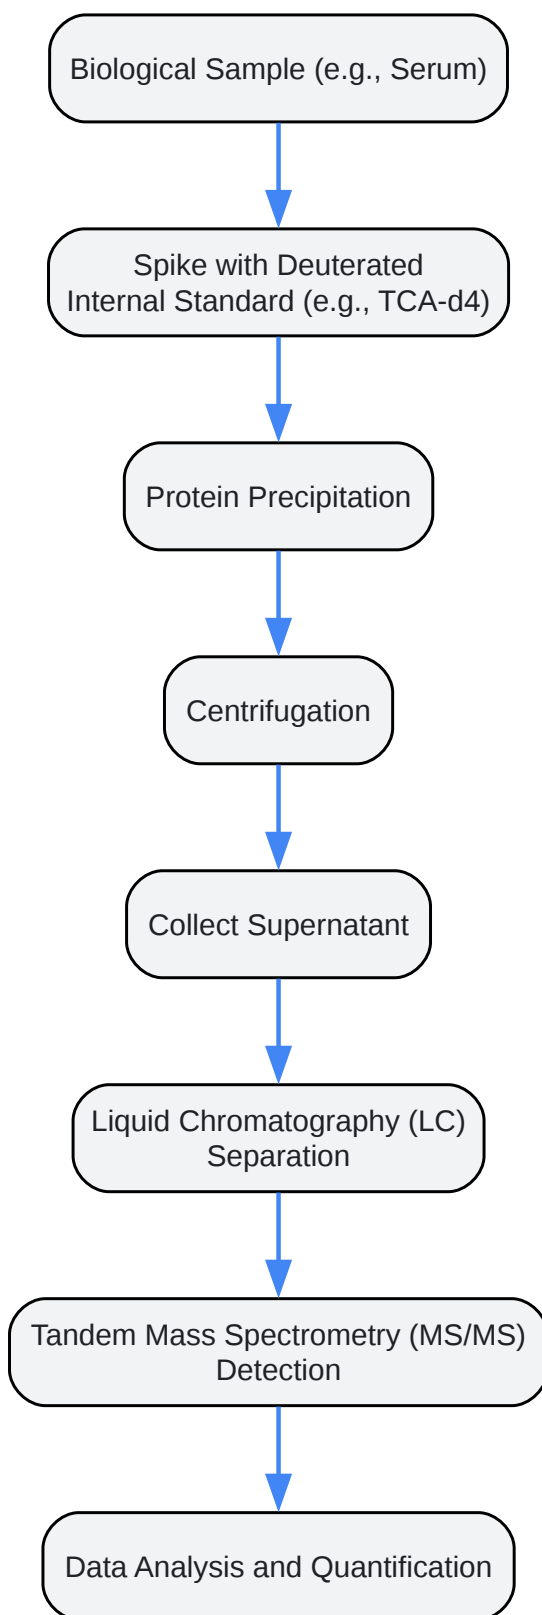 Biological Sample (e.g., Serum)
Spike with Deuterated
Internal Standard (e.g., TCA-d4)
Protein Precipitation
Centrifugation
Collect Supernatant
Liquid Chromatography (LC)
Separation
Tandem Mass Spectrometry (MS/MS)
Detection
Data Analysis and Quantification